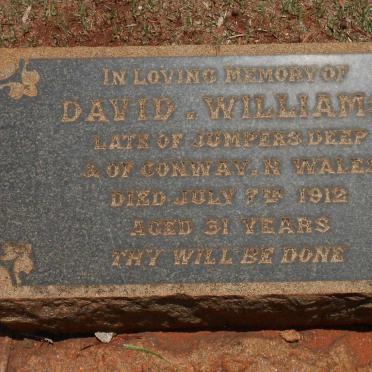 IN LOVING MEMORY OF
DAVID . WILLIAMS
LATE OF JUMPERS DEEP
& OF CONWAY, N WALES
DIED JULY 7TH 1912
AGED 31 YEARS
THY WILL BE DONE